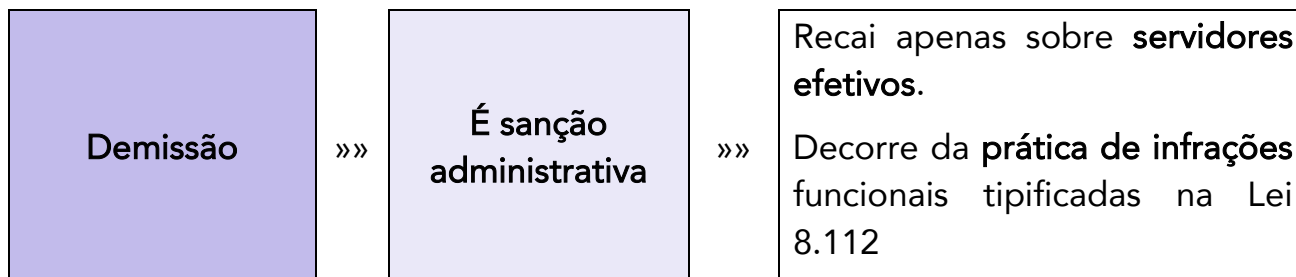 Demissão
»»
É sanção
administrativa
»»
Recai apenas sobre servidores
efetivos.
Decorre da prática de infrações
funcionais tipificadas na Lei
8.112